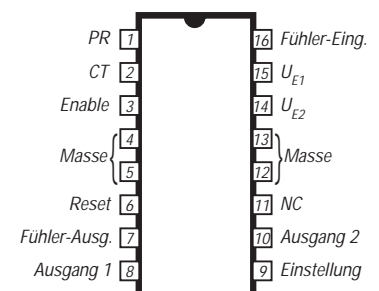 PR 1 16 Fühler-Eing.
CT 2 15 U_E1
Enable 3 14 U_E2
4 13
Masse Masse
5 12
Reset 6 11 NC
Fühler-Ausg. 7 10 Ausgang 2
Ausgang 1 8 9 Einstellung